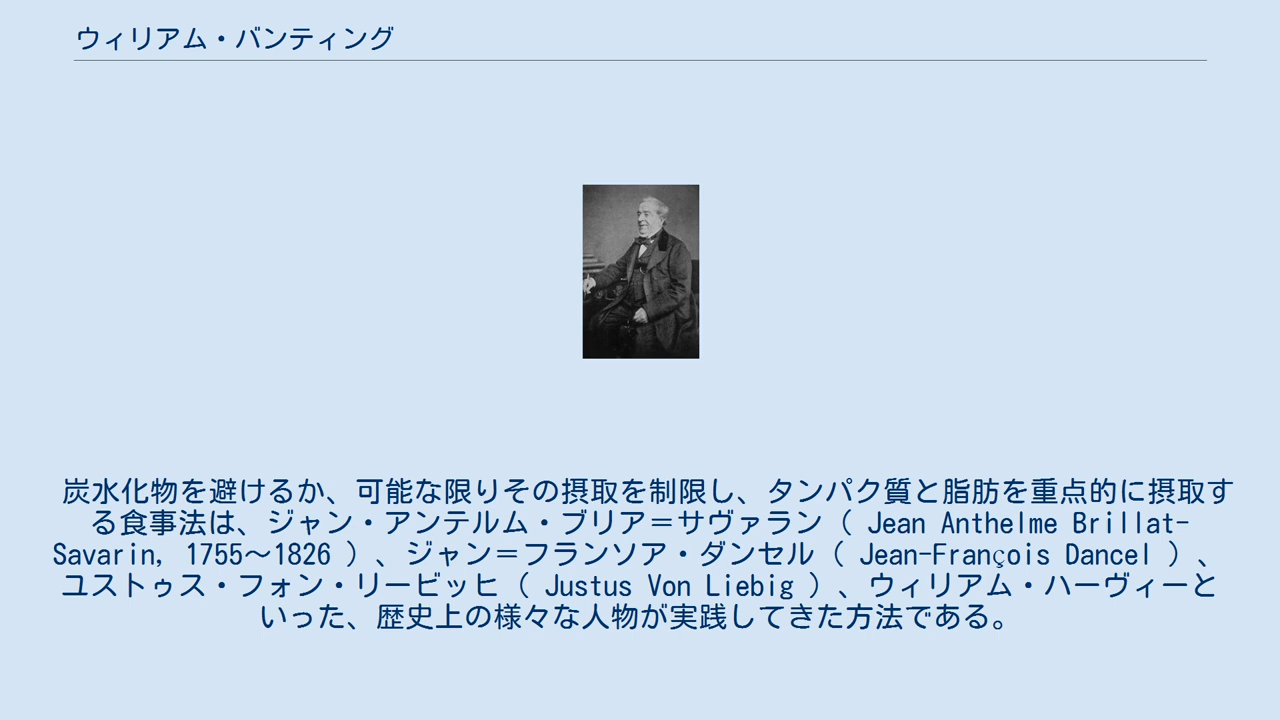 ウィリアム・バンティング
炭水化物を避けるか、可能な限りその摂取を制限し、タンパク質と脂肪を重点的に摂取す
る食事法は、ジャン・アンテルム・ブリア＝サヴァラン（ Jean Anthelme Brillat-
Savarin, 1755〜1826 ）、ジャン＝フランソア・ダンセル（ Jean-François Dancel ）、
ユストゥス・フォン・リービッヒ（ Justus Von Liebig ）、ウィリアム・ハーヴィーと
いった、歴史上の様々な人物が実践してきた方法である。